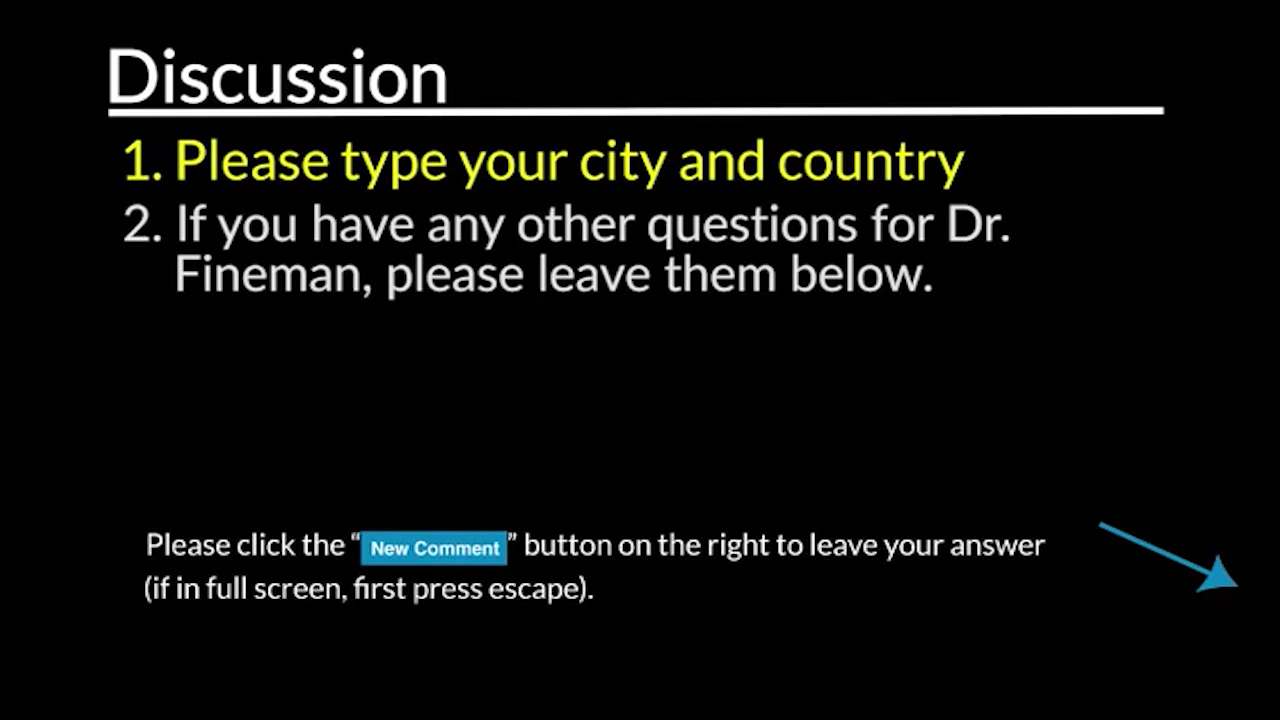 Discussion
1. Please type your city and country
2. If you have any other questions for Dr.
Fineman, please leave them below.
Please click the “New Comment” button on the right to leave your answer
(if in full screen, first press escape).